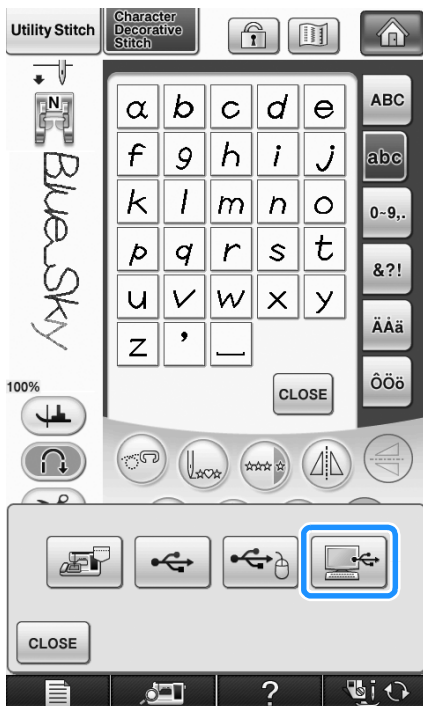 Utility Stitch
Character
Decorative
Stitch
N
Blue_Sky
100%
a b c d e
f g h i j
k l m n o
p q r s t
u v w x y
z ' _
ABC
abc
0~9,.
&?!
ÄÅä
ÔÖö
CLOSE
CLOSE
?